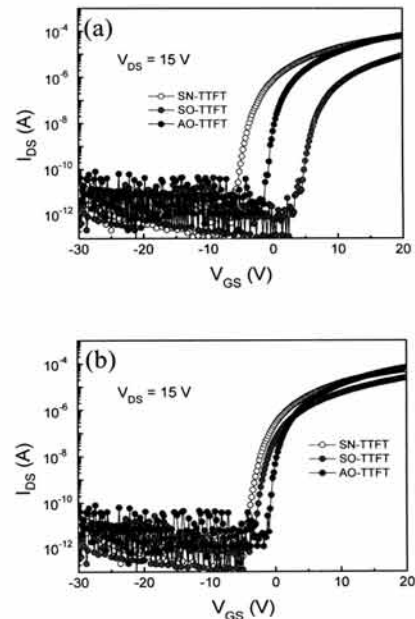 (a)
V_DS = 15 V
SN-TTFT
SO-TTFT
AO-TTFT
I_DS (A)
10^-4
10^-6
10^-8
10^-10
10^-12
-30 -20 -10 0 10 20
V_GS (V)
(b)
V_DS = 15 V
SN-TTFT
SO-TTFT
AO-TTFT
I_DS (A)
10^-4
10^-6
10^-8
10^-10
10^-12
-30 -20 -10 0 10 20
V_GS (V)